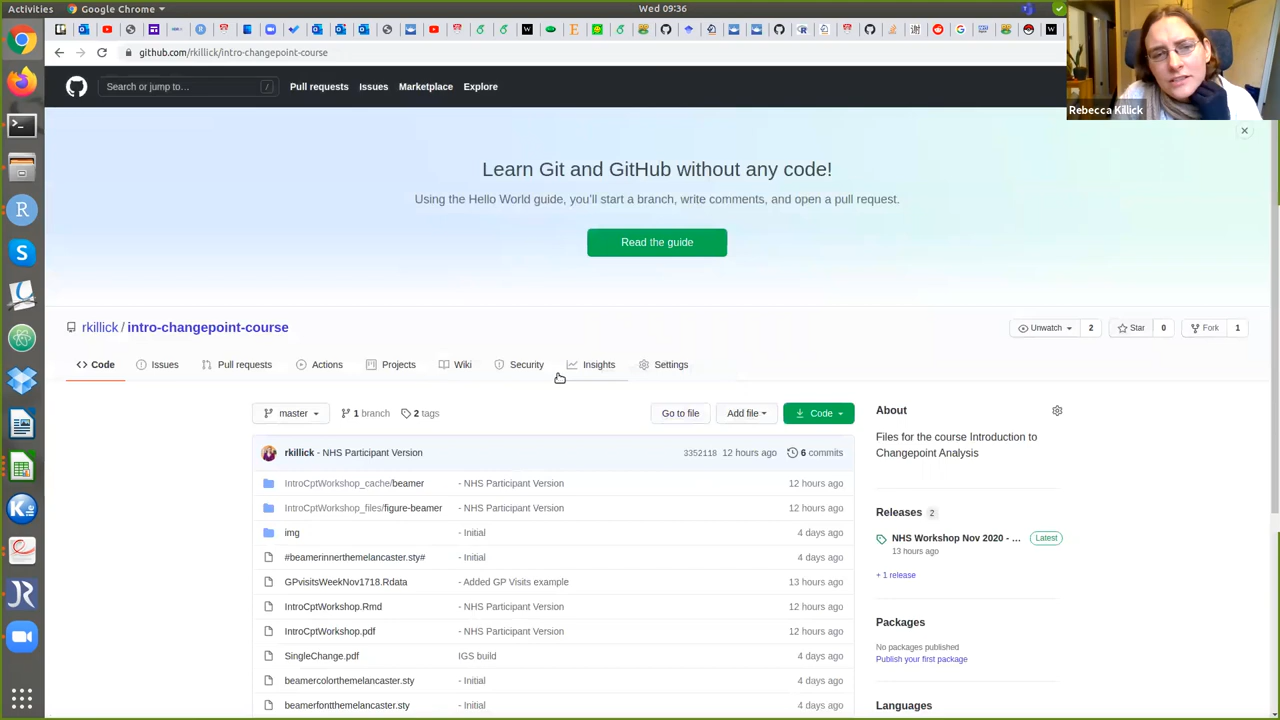 Activities
Google Chrome
Wed 09:36
github.com/rkillick/intro-changepoint-course
Rebecca Killick
Search or jump to...
/
Pull requests
Issues
Marketplace
Explore
Learn Git and GitHub without any code!
Using the Hello World guide, you'll start a branch, write comments, and open a pull request.
Read the guide
rkillick / intro-changepoint-course
Unwatch
2
Star
0
Fork
1
Code
Issues
Pull requests
Actions
Projects
Wiki
Security
Insights
Settings
master
1 branch
2 tags
Go to file
Add file
Code
About
Files for the course Introduction to
Changepoint Analysis
rkillick - NHS Participant Version
3352118
12 hours ago
6 commits
IntroCptWorkshop_cache/beamer
- NHS Participant Version
12 hours ago
IntroCptWorkshop_files/figure-beamer
- NHS Participant Version
12 hours ago
img
- Initial
4 days ago
#beamerinnerthemelancaster.sty#
- Initial
4 days ago
GPvisitsWeekNov1718.Rdata
- Added GP Visits example
13 hours ago
IntroCptWorkshop.Rmd
- NHS Participant Version
12 hours ago
IntroCptWorkshop.pdf
- NHS Participant Version
12 hours ago
SingleChange.pdf
IGS build
4 days ago
beamercolorthemelancaster.sty
- Initial
4 days ago
beamerfontthemelancaster.sty
- Initial
4 days ago
Releases 2
NHS Workshop Nov 2020 - ...
Latest
13 hours ago
+ 1 release
Packages
No packages published
Publish your first package
Languages